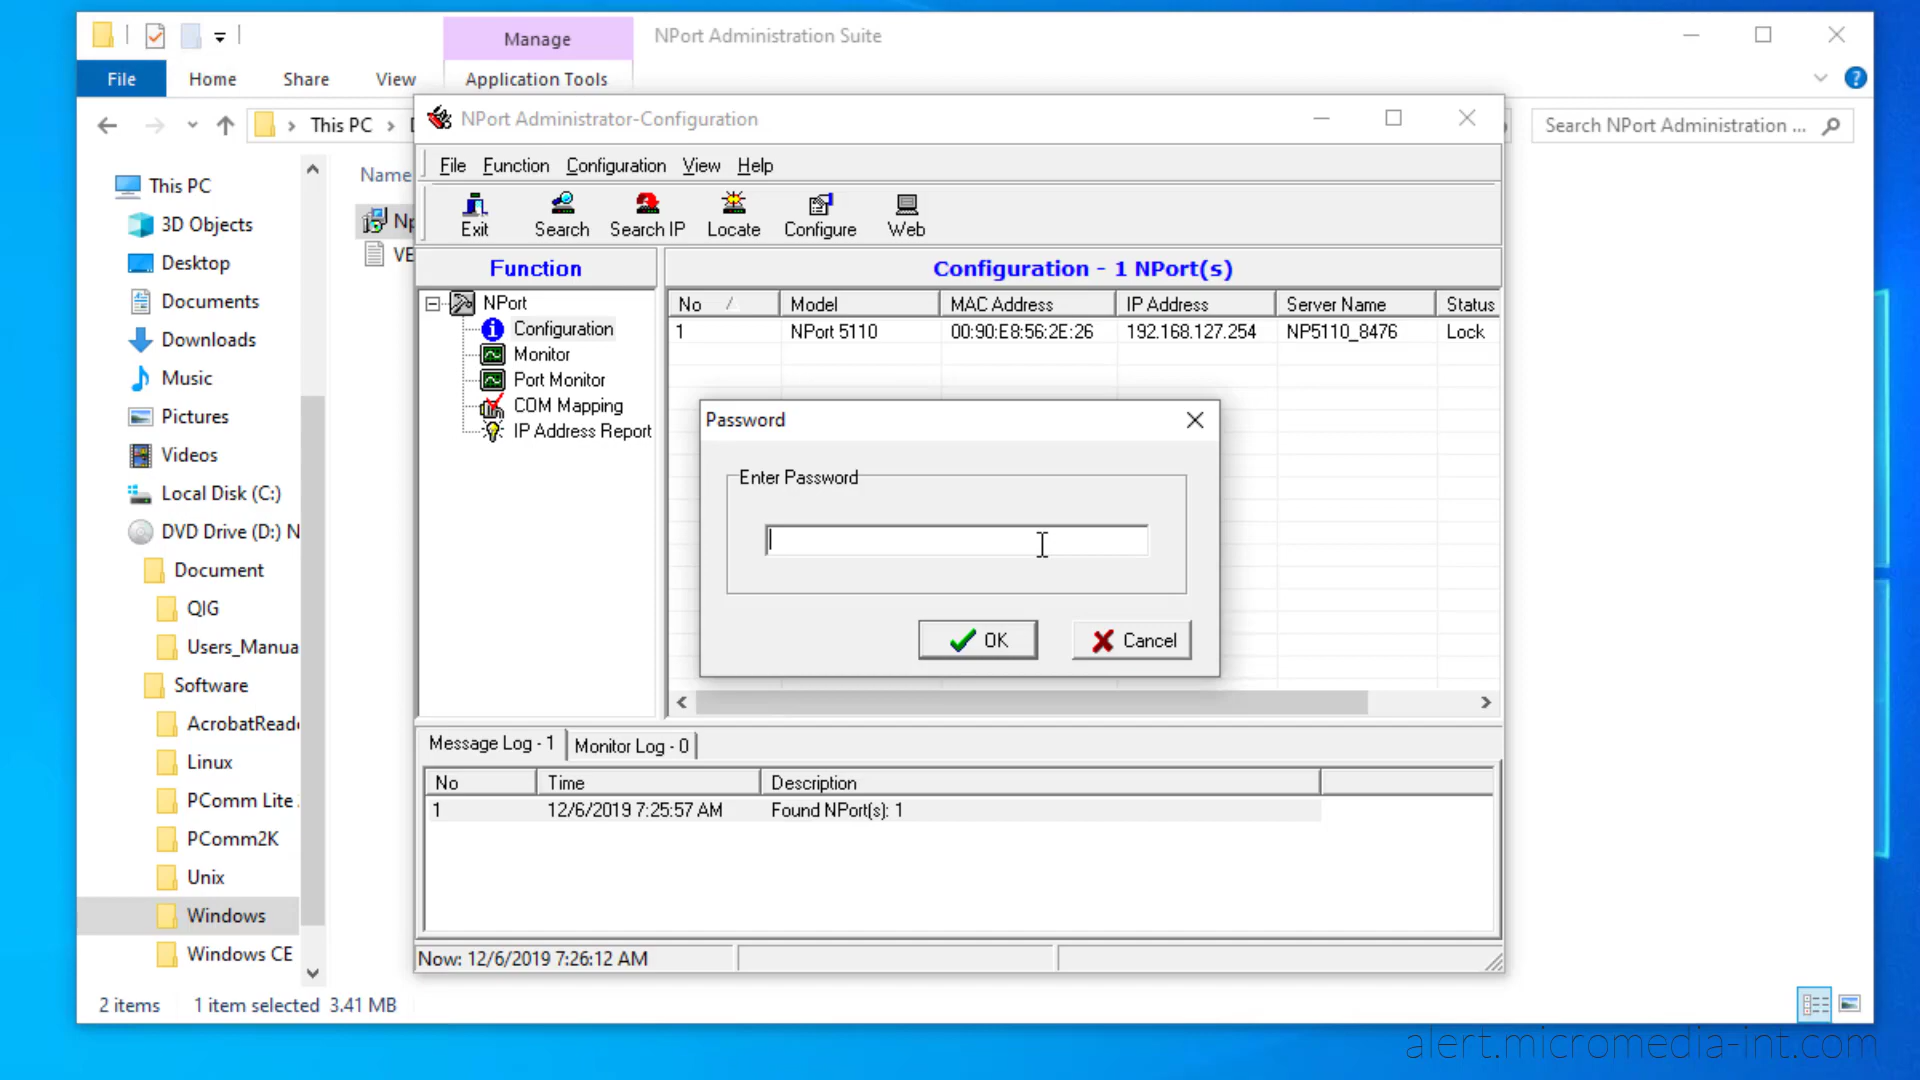 Manage
NPort Administration Suite
File
Home
Share
View
Application Tools
This PC
Search NPort Administration ...
NPort Administrator-Configuration
File Function Configuration View Help
Exit
Search
Search IP
Locate
Configure
Web
Name
This PC
3D Objects
Desktop
Documents
Downloads
Music
Pictures
Videos
Local Disk (C:)
DVD Drive (D:) N
Document
QIG
Users_Manua
Software
AcrobatReade
Linux
PComm Lite
PComm2K
Unix
Windows
Windows CE
Np
VE
Function
NPort
Configuration
Monitor
Port Monitor
COM Mapping
IP Address Report
Configuration - 1 NPort(s)
No Model MAC Address IP Address Server Name Status
1 NPort 5110 00:90:E8:56:2E:26 192.168.127.254 NP5110_8476 Lock
Password
Enter Password
OK
Cancel
Message Log - 1
Monitor Log - 0
No Time Description
1 12/6/2019 7:25:57 AM Found NPort(s): 1
Now: 12/6/2019 7:26:12 AM
2 items 1 item selected 3.41 MB
alert.micromedia-int.com